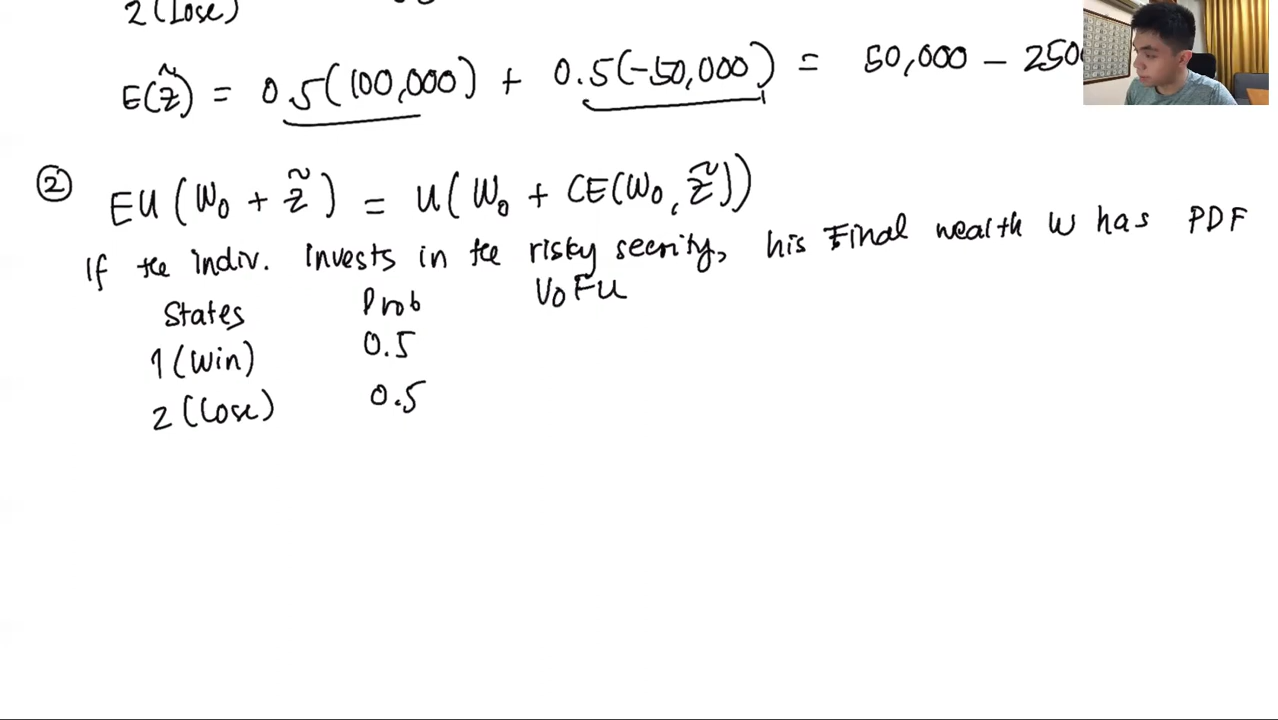 2 (Lose)
E(z̃) = 0.5(100,000) + 0.5(-50,000) = 50,000 - 250
② EU(W₀ + z̃) = U(W₀ + CE(W₀, z̃))
If the indiv. invests in the risky secrity, his Final wealth W has PDF
States Prob VoFU
1 (Win) 0.5
2 (Lose) 0.5